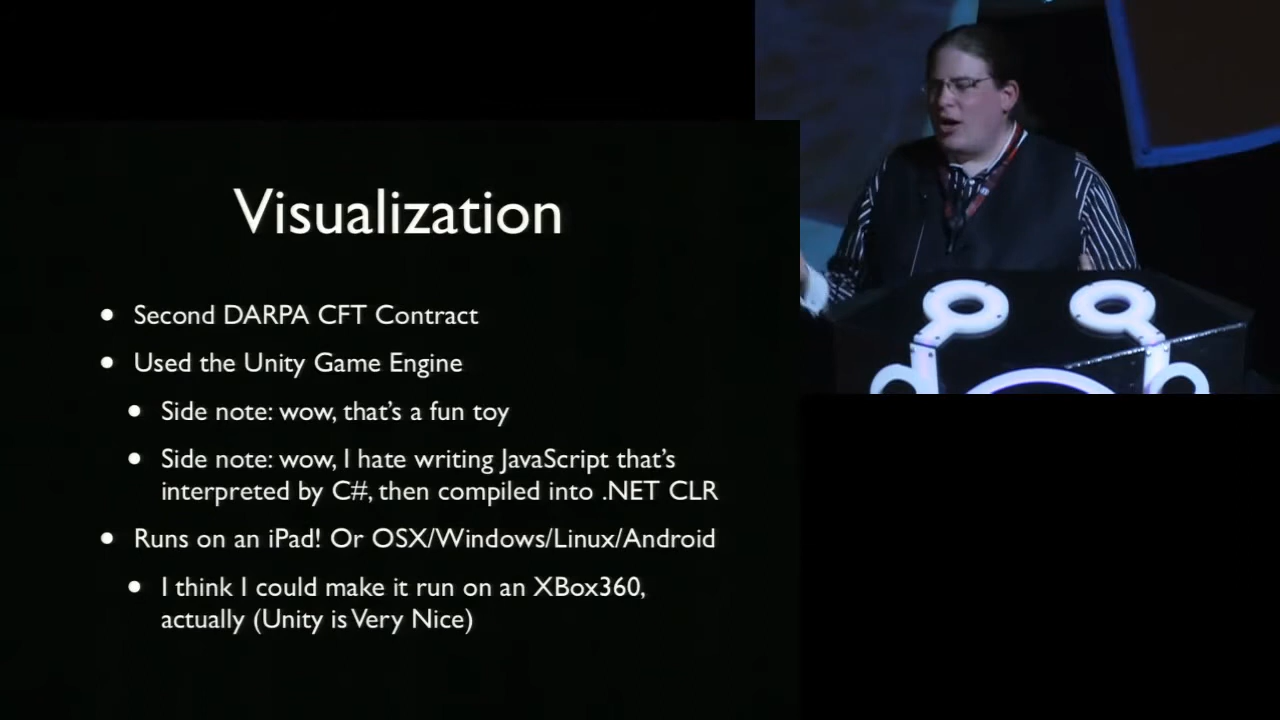 Visualization
• Second DARPA CFT Contract
• Used the Unity Game Engine
• Side note: wow, that's a fun toy
• Side note: wow, I hate writing JavaScript that's
interpreted by C#, then compiled into .NET CLR
• Runs on an iPad! Or OSX/Windows/Linux/Android
• I think I could make it run on an XBox360,
actually (Unity is Very Nice)